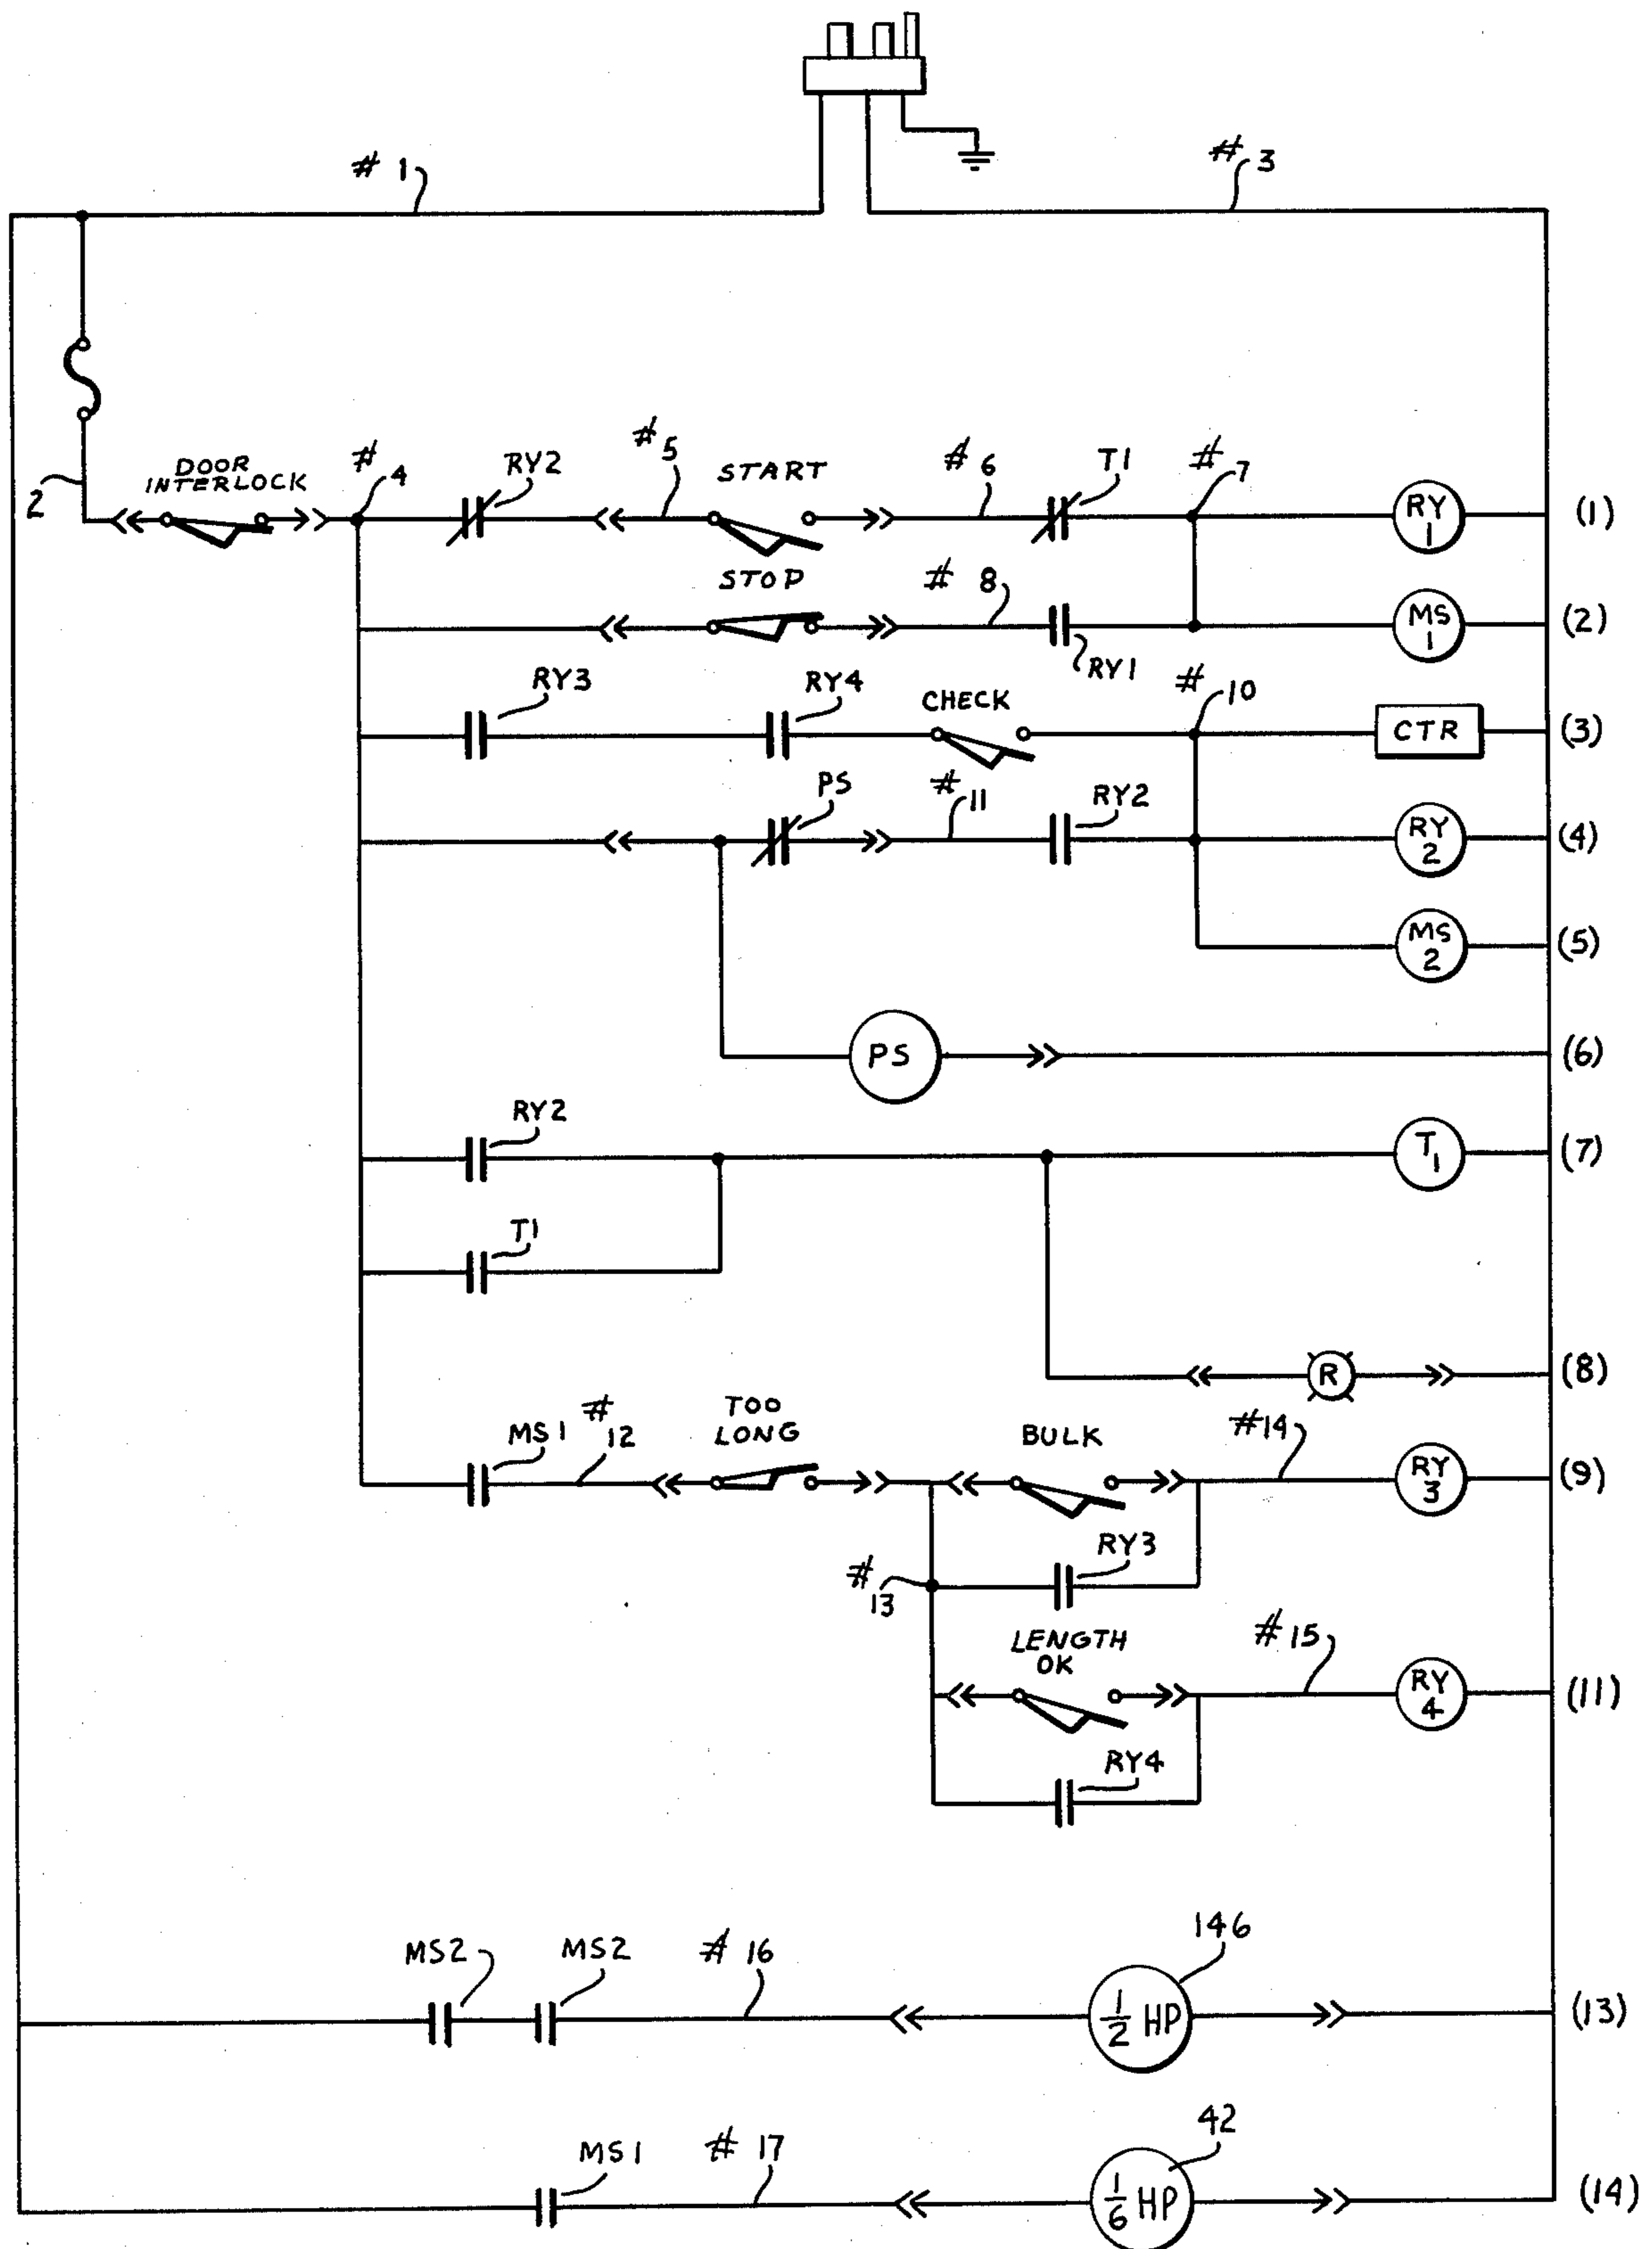 # 1
# 3
2
DOOR
INTERLOCK
# 4
RY2
# 5
START
# 6
T1
# 7
RY
1
(1)
STOP
# 8
RY1
MS
1
(2)
RY3
RY4
CHECK
# 10
CTR
(3)
PS
# 11
RY2
RY
2
(4)
MS
2
(5)
PS
(6)
RY2
T1
(7)
T1
R
(8)
MS1
# 12
TOO
LONG
BULK
#14
RY
3
(9)
RY3
# 13
LENGTH
OK
# 15
RY
4
(11)
RY4
MS2
MS2
# 16
146
1/2 HP
(13)
MS1
# 17
42
1/6 HP
(14)